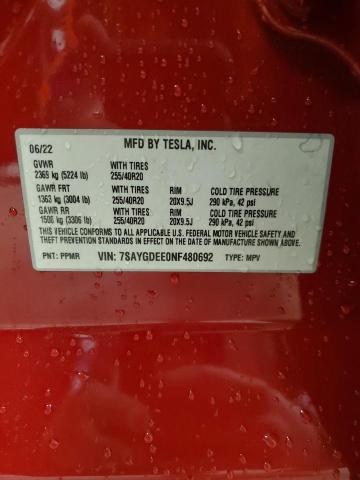 06/22 MFD BY TESLA, INC.
GVWR WITH TIRES
2369 kg (5224 lb) 255/40R20
GAWR FRT WITH TIRES RIM COLD TIRE PRESSURE
1363 kg (3004 lb) 255/40R20 20X9.5J 290 kPa, 42 psi
GAWR RR WITH TIRES RIM COLD TIRE PRESSURE
1500 kg (3306 lb) 255/40R20 20X9.5J 290 kPa, 42 psi
THIS VEHICLE CONFORMS TO ALL APPLICABLE U.S. FEDERAL MOTOR VEHICLE SAFETY AND
THEFT PREVENTION STANDARDS IN EFFECT ON THE DATE OF MANUFACTURE SHOWN ABOVE.
PNT: PPMR VIN: 7SAYGDEE0NF480692 TYPE: MPV